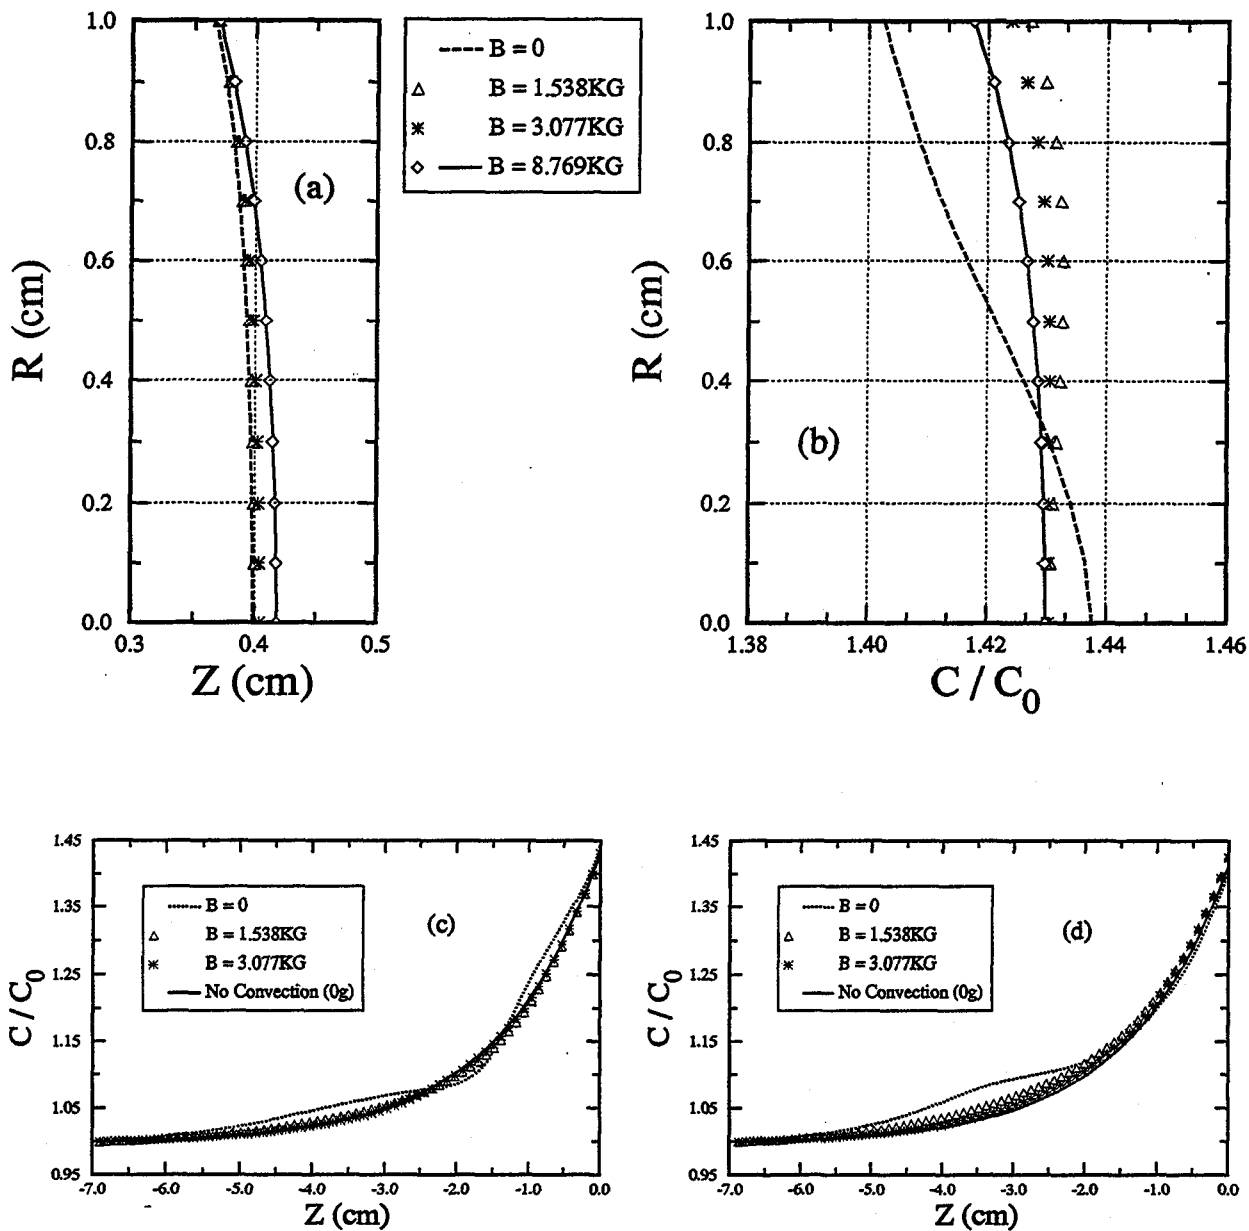 1.0
0.8
0.6
0.4
0.2
0.0
R (cm)
0.3
0.4
0.5
Z (cm)
(a)
B = 0
B = 1.538KG
B = 3.077KG
B = 8.769KG
1.0
0.8
0.6
0.4
0.2
0.0
R (cm)
1.38
1.40
1.42
1.44
1.46
C / C0
(b)
1.45
1.35
1.25
1.15
1.05
0.95
C / C0
-7.0
-6.0
-5.0
-4.0
-3.0
-2.0
-1.0
0.0
Z (cm)
B = 0
B = 1.538KG
B = 3.077KG
No Convection (0g)
(c)
1.45
1.35
1.25
1.15
1.05
0.95
C / C0
-7.0
-6.0
-5.0
-4.0
-3.0
-2.0
-1.0
0.0
Z (cm)
B = 0
B = 1.538KG
B = 3.077KG
No Convection (0g)
(d)